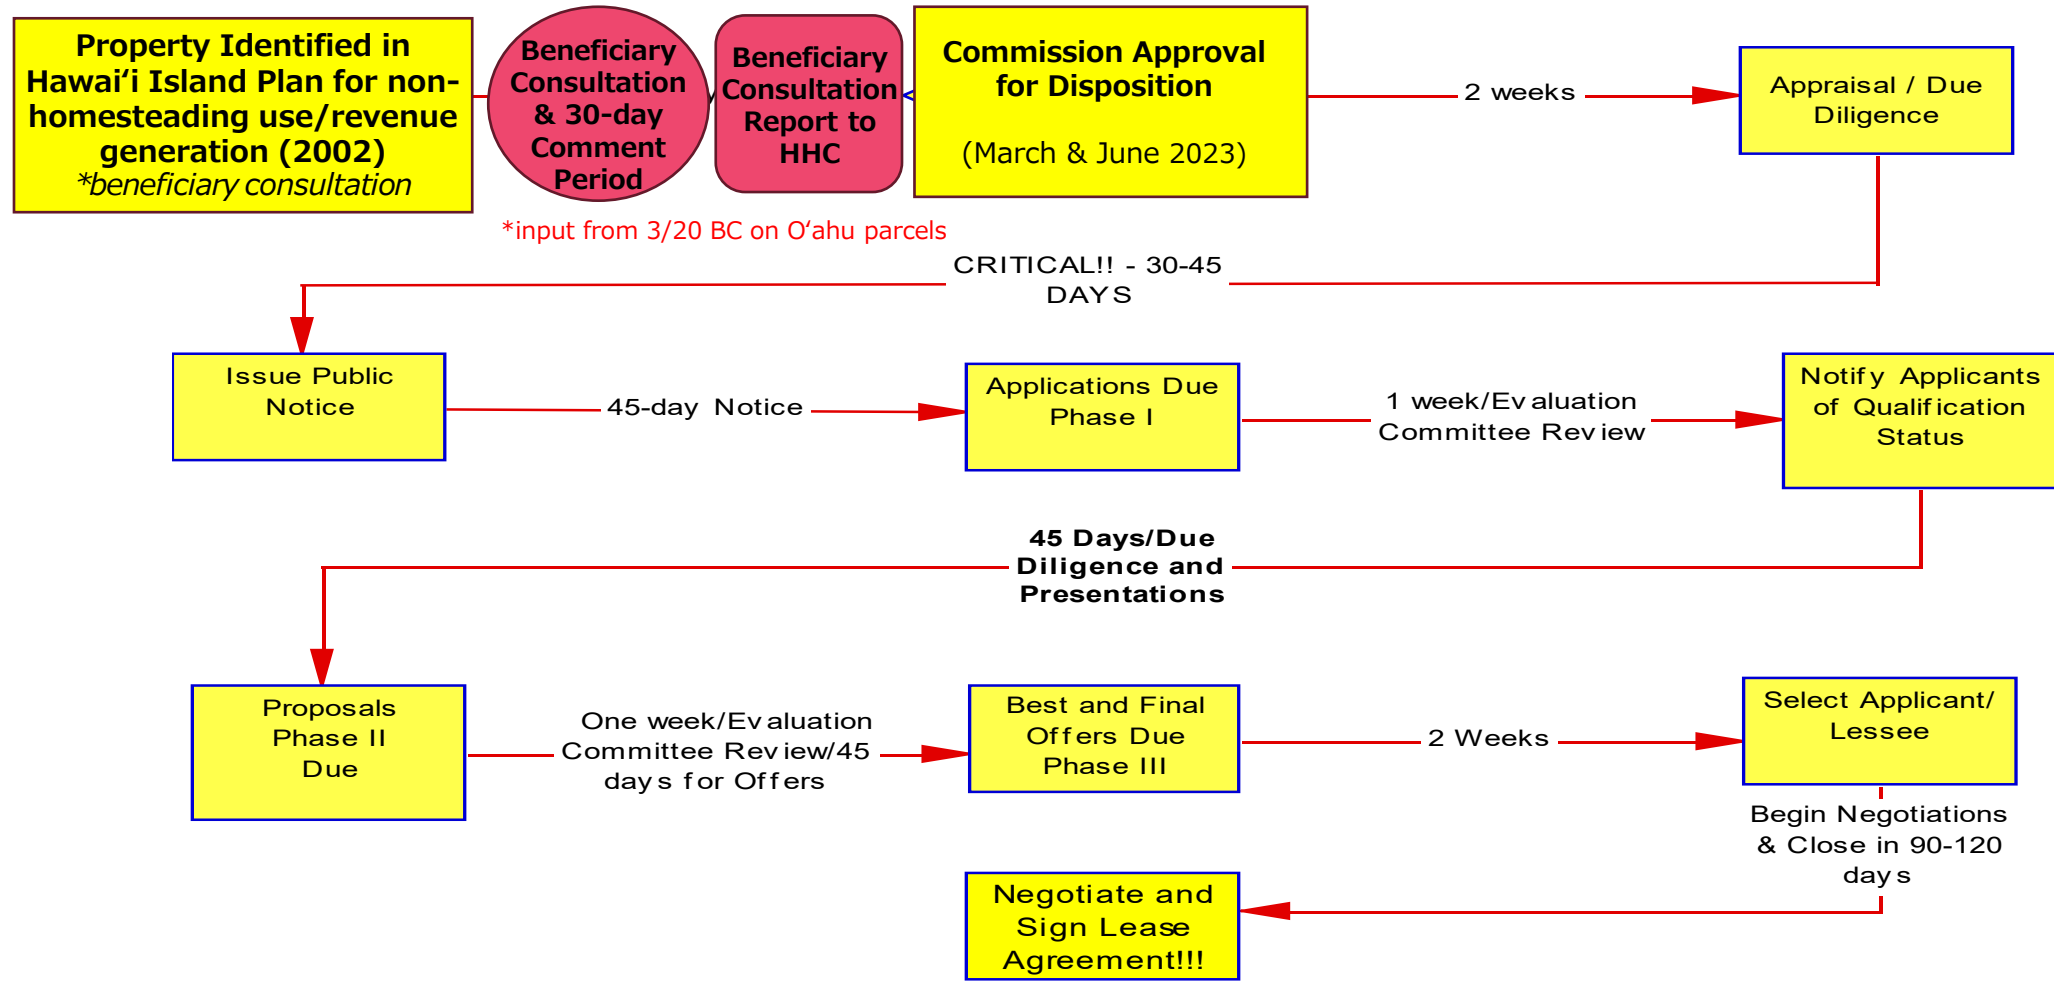 Property Identified in
Hawai‘i Island Plan for non-
homesteading use/revenue
generation (2002)
*beneficiary consultation
Beneficiary
Consultation
& 30-day
Comment
Period
Beneficiary
Consultation
Report to
HHC
Commission Approval
for Disposition
(March & June 2023)
2 weeks
Appraisal / Due
Diligence
*input from 3/20 BC on O‘ahu parcels
CRITICAL!! - 30-45
DAYS
Issue Public
Notice
45-day Notice
Applications Due
Phase I
1 week/Evaluation
Committee Review
Notify Applicants
of Qualification
Status
45 Days/Due
Diligence and
Presentations
Proposals
Phase II
Due
One week/Evaluation
Committee Review/45
days for Offers
Best and Final
Offers Due
Phase III
2 Weeks
Select Applicant/
Lessee
Begin Negotiations
& Close in 90-120
days
Negotiate and
Sign Lease
Agreement!!!